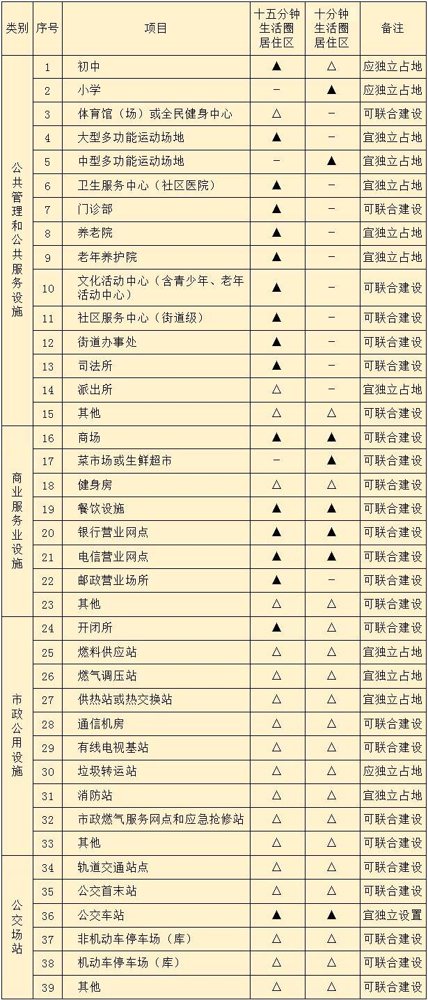 类别 序号 项目 十五分钟生活圈居住区 十分钟生活圈居住区 备注
公共管理和公共服务设施
1 初中 ▲ △ 应独立占地
2 小学 － ▲ 应独立占地
3 体育馆（场）或全民健身中心 △ － 可联合建设
4 大型多功能运动场地 ▲ － 宜独立占地
5 中型多功能运动场地 － ▲ 宜独立占地
6 卫生服务中心（社区医院） ▲ － 宜独立占地
7 门诊部 ▲ － 可联合建设
8 养老院 ▲ － 宜独立占地
9 老年养护院 ▲ － 宜独立占地
10 文化活动中心（含青少年、老年活动中心） ▲ － 可联合建设
11 社区服务中心（街道级） ▲ － 可联合建设
12 街道办事处 ▲ － 可联合建设
13 司法所 ▲ － 可联合建设
14 派出所 △ － 宜独立占地
15 其他 △ △ 可联合建设
商业服务业设施
16 商场 ▲ ▲ 可联合建设
17 菜市场或生鲜超市 － ▲ 可联合建设
18 健身房 △ △ 可联合建设
19 餐饮设施 ▲ ▲ 可联合建设
20 银行营业网点 ▲ ▲ 可联合建设
21 电信营业网点 ▲ ▲ 可联合建设
22 邮政营业场所 ▲ － 可联合建设
23 其他 △ △ 可联合建设
市政公用设施
24 开闭所 ▲ △ 可联合建设
25 燃料供应站 △ △ 宜独立占地
26 燃气调压站 △ △ 宜独立占地
27 供热站或热交换站 △ △ 宜独立占地
28 通信机房 △ △ 可联合建设
29 有线电视基站 △ △ 可联合建设
30 垃圾转运站 △ △ 应独立占地
31 消防站 △ △ 宜独立占地
32 市政燃气服务网点和应急抢修站 △ △ 可联合建设
33 其他 △ △ 可联合建设
公交场站
34 轨道交通站点 △ △ 可联合建设
35 公交首末站 △ △ 可联合建设
36 公交车站 ▲ ▲ 宜独立设置
37 非机动车停车场（库） △ △ 可联合建设
38 机动车停车场（库） △ △ 可联合建设
39 其他 △ △ 可联合建设